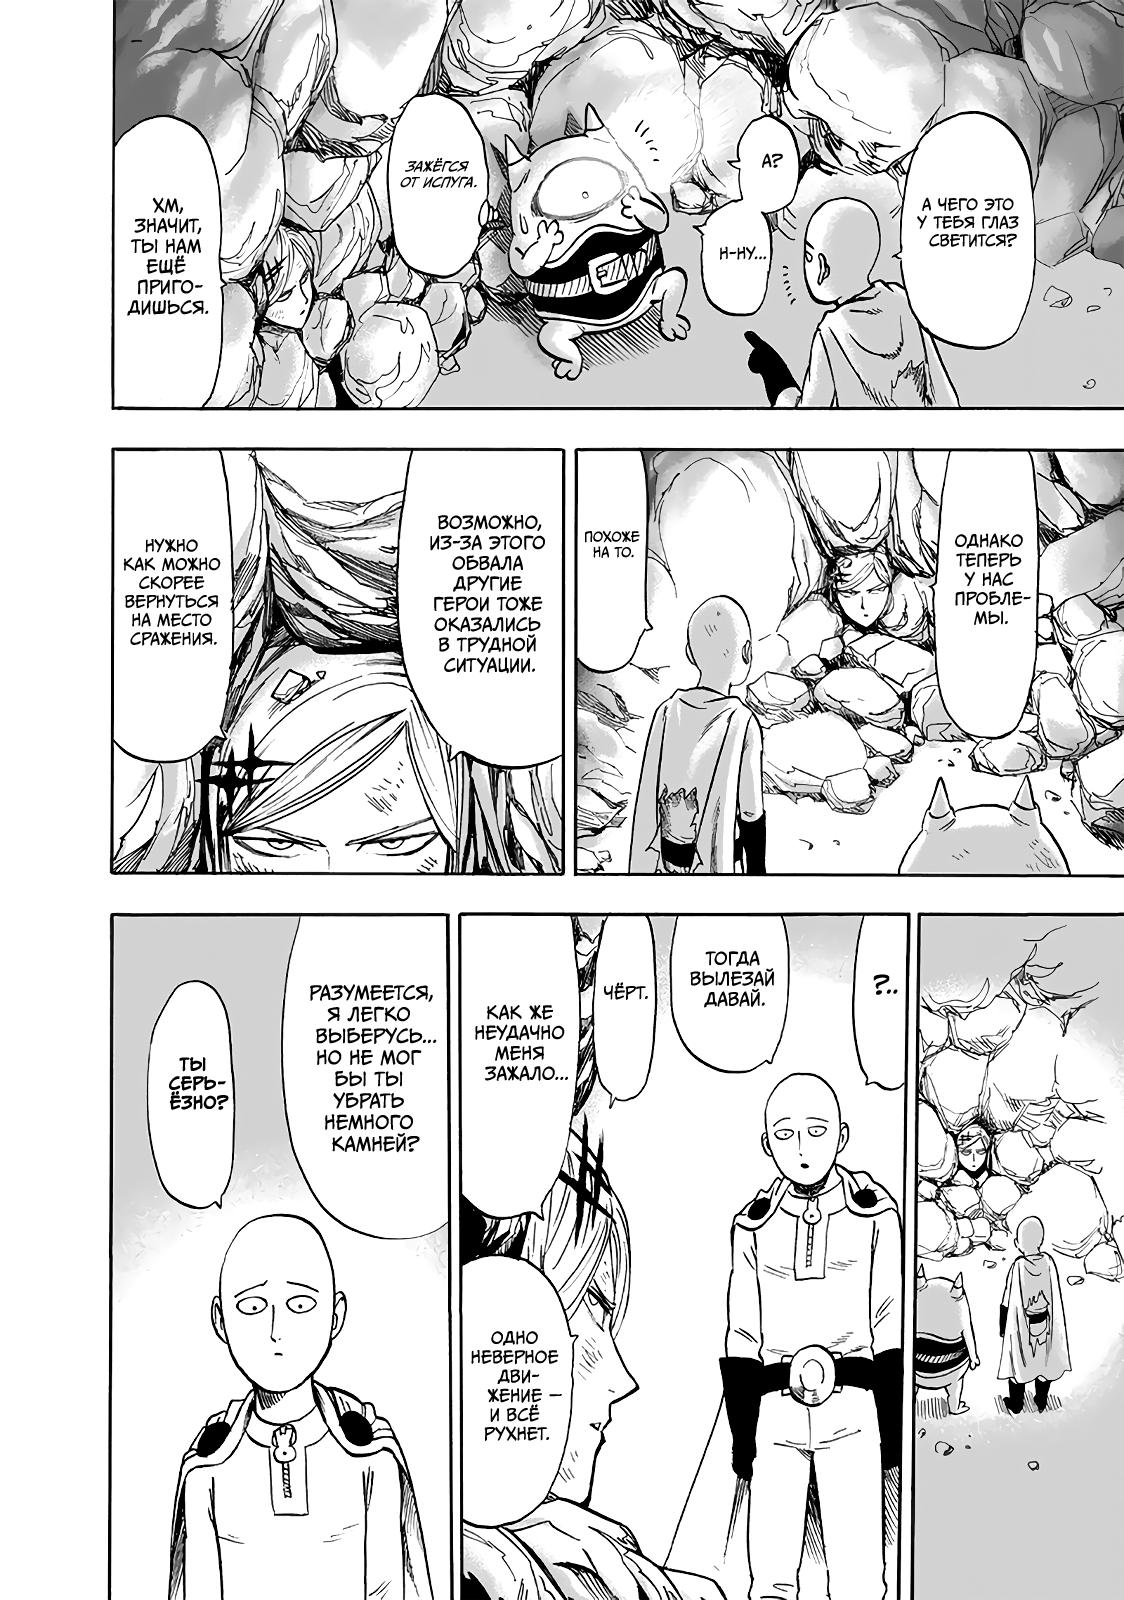 А ЧЕГО ЭТО
У ТЕБЯ ГЛАЗ
СВЕТИТСЯ?
А?
Н-НУ...
ЗАЖЁГСЯ
ОТ ИСПУГА.
ХМ,
ЗНАЧИТ,
ТЫ НАМ
ЕЩЁ
ПРИГО-
ДИШЬСЯ.
ОДНАКО
ТЕПЕРЬ
У НАС
ПРОБЛЕ-
МЫ.
ПОХОЖЕ
НА ТО.
ВОЗМОЖНО,
ИЗ-ЗА ЭТОГО
ОБВАЛА
ДРУГИЕ
ГЕРОИ ТОЖЕ
ОКАЗАЛИСЬ
В ТРУДНОЙ
СИТУАЦИИ.
НУЖНО
КАК МОЖНО
СКОРЕЕ
ВЕРНУТЬСЯ
НА МЕСТО
СРАЖЕНИЯ.
?..
ТОГДА
ВЫЛЕЗАЙ
ДАВАЙ.
ЧЁРТ.
КАК ЖЕ
НЕУДАЧНО
МЕНЯ
ЗАЖАЛО...
ОДНО
НЕВЕРНОЕ
ДВИ-
ЖЕНИЕ —
И ВСЁ
РУХНЕТ.
РАЗУМЕЕТСЯ,
Я ЛЕГКО
ВЫБЕРУСЬ...
НО НЕ МОГ
БЫ ТЫ
УБРАТЬ
НЕМНОГО
КАМНЕЙ?
ТЫ
СЕРЬ-
ЁЗНО?